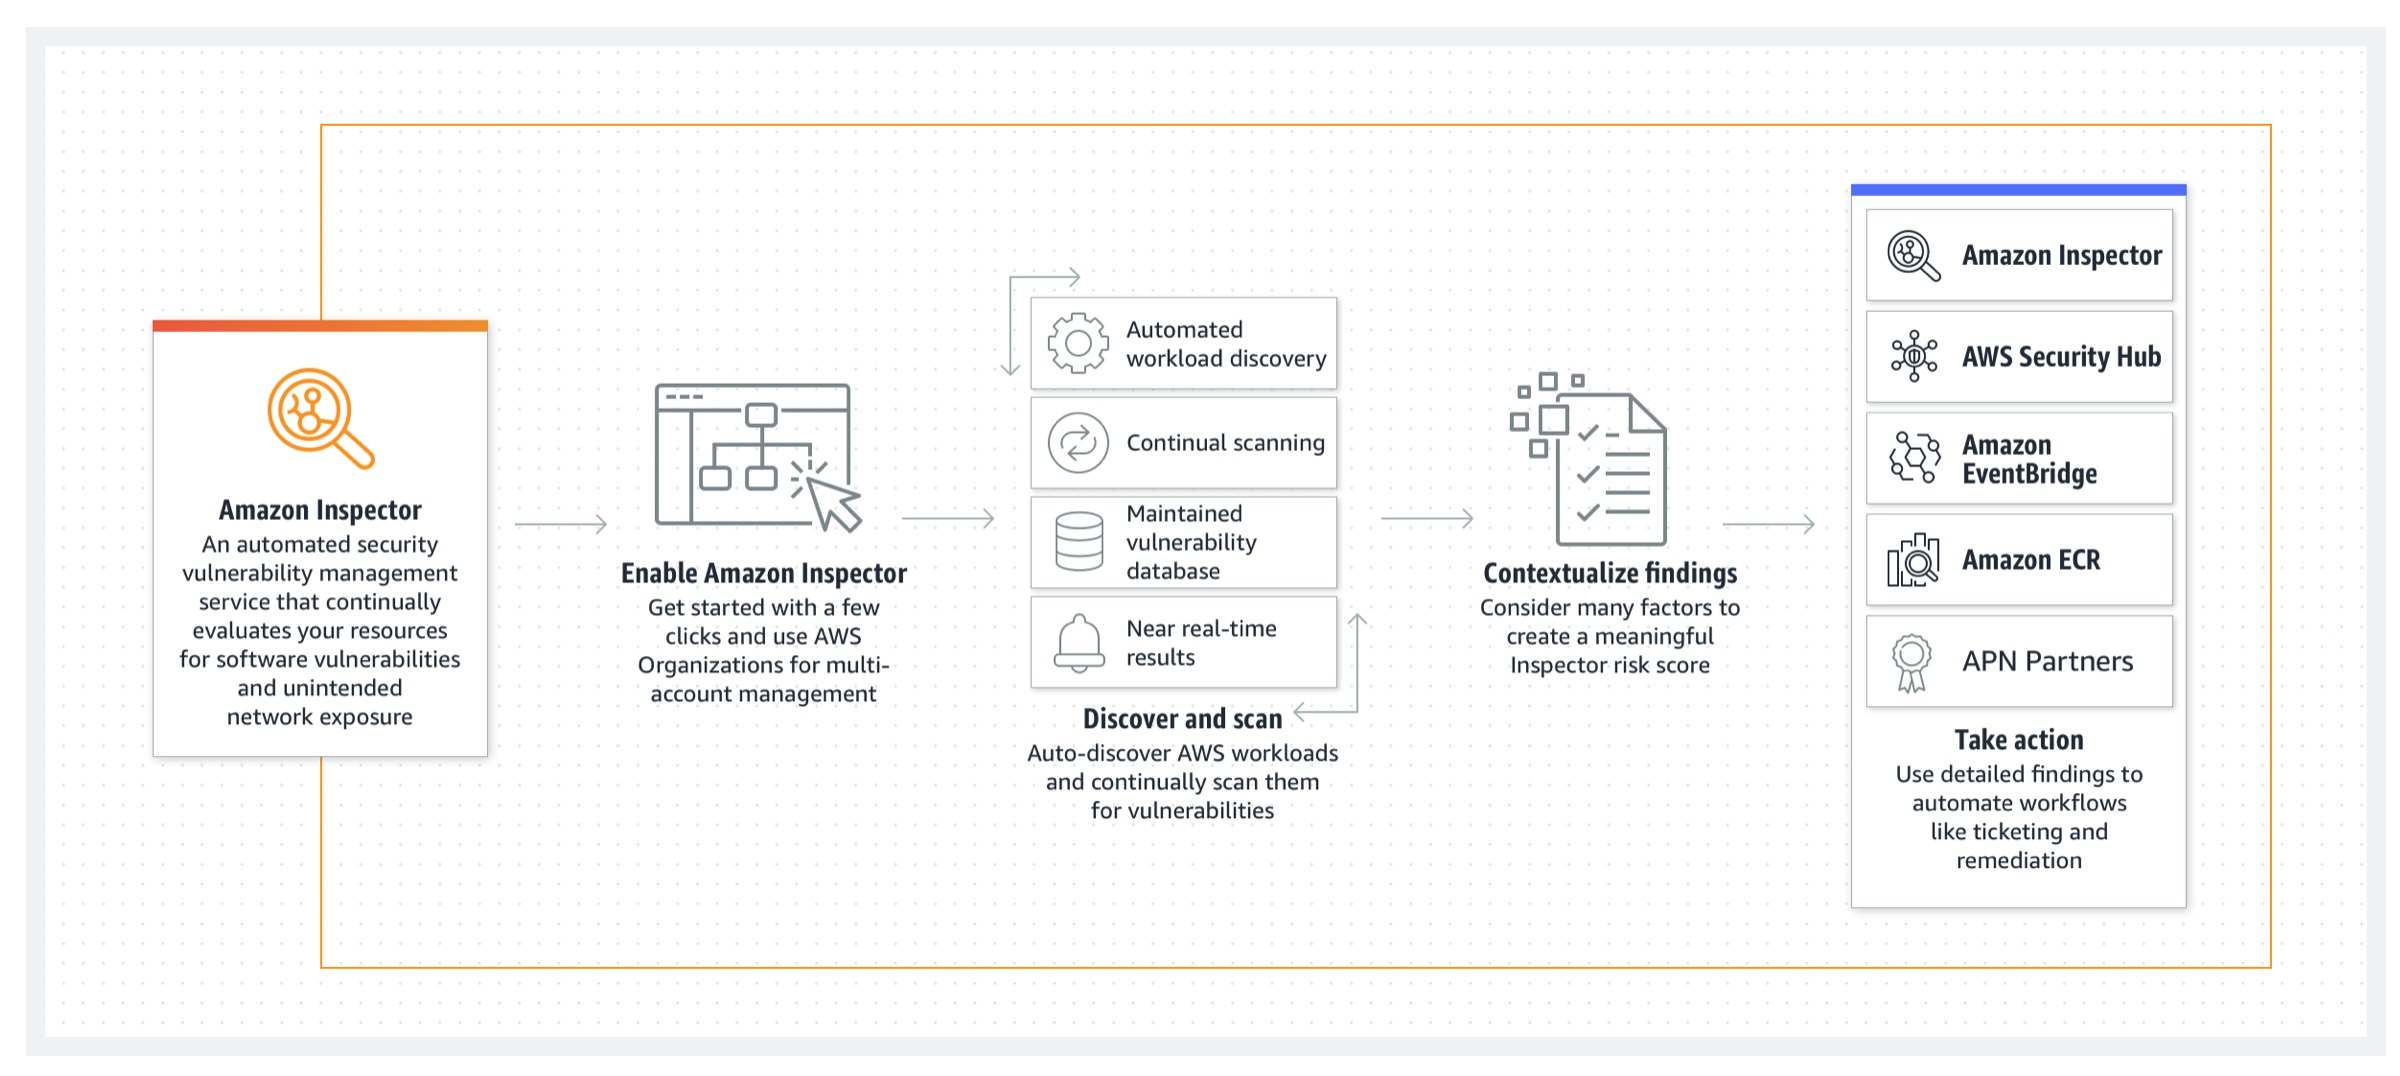 Amazon Inspector
An automated security
vulnerability management
service that continually
evaluates your resources
for software vulnerabilities
and unintended
network exposure
Enable Amazon Inspector
Get started with a few
clicks and use AWS
Organizations for multi-
account management
Automated
workload discovery
Continual scanning
Maintained
vulnerability
database
Near real-time
results
Discover and scan
Auto-discover AWS workloads
and continually scan them
for vulnerabilities
Contextualize findings
Consider many factors to
create a meaningful
Inspector risk score
Amazon Inspector
AWS Security Hub
Amazon
EventBridge
Amazon ECR
APN Partners
Take action
Use detailed findings to
automate workflows
like ticketing and
remediation